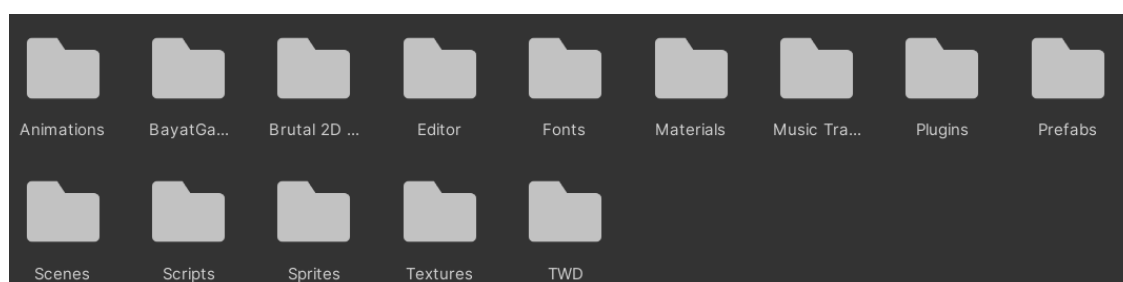 Animations BayatGa... Brutal 2D ... Editor Fonts Materials Music Tra... Plugins Prefabs
Scenes Scripts Sprites Textures TWD